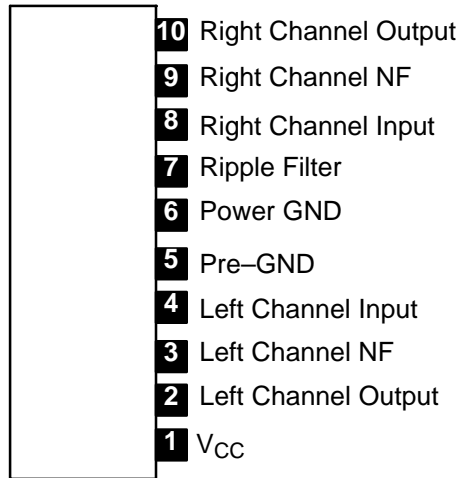 10 Right Channel Output
9 Right Channel NF
8 Right Channel Input
7 Ripple Filter
6 Power GND
5 Pre–GND
4 Left Channel Input
3 Left Channel NF
2 Left Channel Output
1 VCC